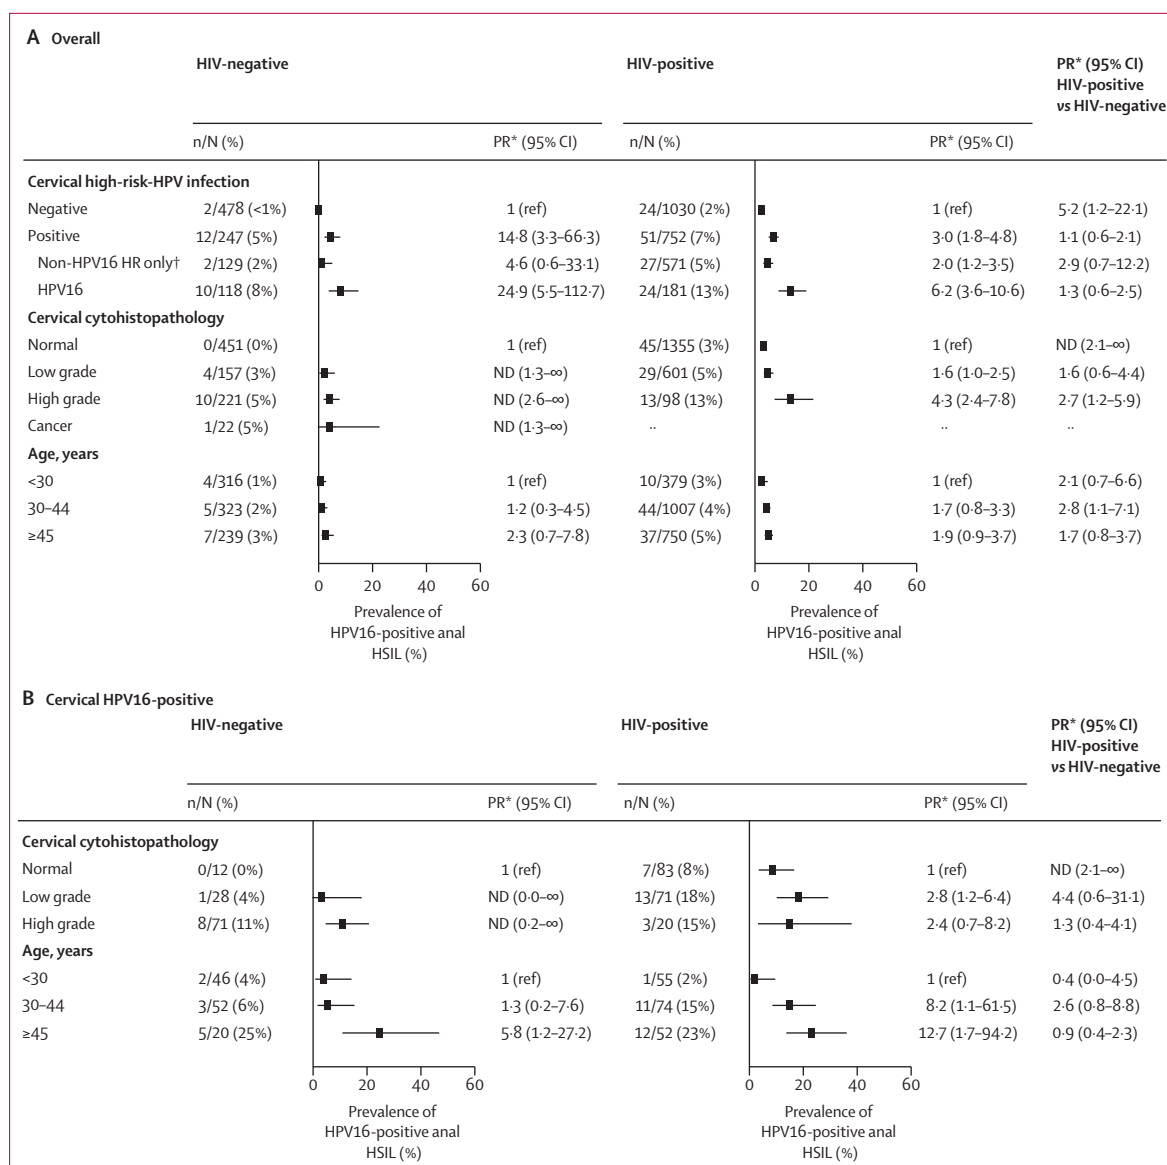 A Overall
HIV-negative HIV-positive PR* (95% CI)
HIV-positive
vs HIV-negative
n/N (%) PR* (95% CI) n/N (%) PR* (95% CI)
Cervical high-risk-HPV infection
Negative 2/478 (<1%) 1 (ref) 24/1030 (2%) 1 (ref) 5·2 (1·2–22·1)
Positive 12/247 (5%) 14·8 (3·3–66·3) 51/752 (7%) 3·0 (1·8–4·8) 1·1 (0·6–2·1)
Non-HPV16 HR only† 2/129 (2%) 4·6 (0·6–33·1) 27/571 (5%) 2·0 (1·2–3·5) 2·9 (0·7–12·2)
HPV16 10/118 (8%) 24·9 (5·5–112·7) 24/181 (13%) 6·2 (3·6–10·6) 1·3 (0·6–2·5)
Cervical cytohistopathology
Normal 0/451 (0%) 1 (ref) 45/1355 (3%) 1 (ref) ND (2·1–∞)
Low grade 4/157 (3%) ND (1·3–∞) 29/601 (5%) 1·6 (1·0–2·5) 1·6 (0·6–4·4)
High grade 10/221 (5%) ND (2·6–∞) 13/98 (13%) 4·3 (2·4–7·8) 2·7 (1·2–5·9)
Cancer 1/22 (5%) ND (1·3–∞) ·· ·· ··
Age, years
<30 4/316 (1%) 1 (ref) 10/379 (3%) 1 (ref) 2·1 (0·7–6·6)
30–44 5/323 (2%) 1·2 (0·3–4·5) 44/1007 (4%) 1·7 (0·8–3·3) 2·8 (1·1–7·1)
≥45 7/239 (3%) 2·3 (0·7–7·8) 37/750 (5%) 1·9 (0·9–3·7) 1·7 (0·8–3·7)
0 20 40 60 0 20 40 60
Prevalence of Prevalence of
HPV16-positive anal HPV16-positive anal
HSIL (%) HSIL (%)
B Cervical HPV16-positive
HIV-negative HIV-positive PR* (95% CI)
HIV-positive
vs HIV-negative
n/N (%) PR* (95% CI) n/N (%) PR* (95% CI)
Cervical cytohistopathology
Normal 0/12 (0%) 1 (ref) 7/83 (8%) 1 (ref) ND (2·1–∞)
Low grade 1/28 (4%) ND (0·0–∞) 13/71 (18%) 2·8 (1·2–6·4) 4·4 (0·6–31·1)
High grade 8/71 (11%) ND (0·2–∞) 3/20 (15%) 2·4 (0·7–8·2) 1·3 (0·4–4·1)
Age, years
<30 2/46 (4%) 1 (ref) 1/55 (2%) 1 (ref) 0·4 (0·0–4·5)
30–44 3/52 (6%) 1·3 (0·2–7·6) 11/74 (15%) 8·2 (1·1–61·5) 2·6 (0·8–8·8)
≥45 5/20 (25%) 5·8 (1·2–27·2) 12/52 (23%) 12·7 (1·7–94·2) 0·9 (0·4–2·3)
0 20 40 60 0 20 40 60
Prevalence of Prevalence of
HPV16-positive anal HPV16-positive anal
HSIL (%) HSIL (%)